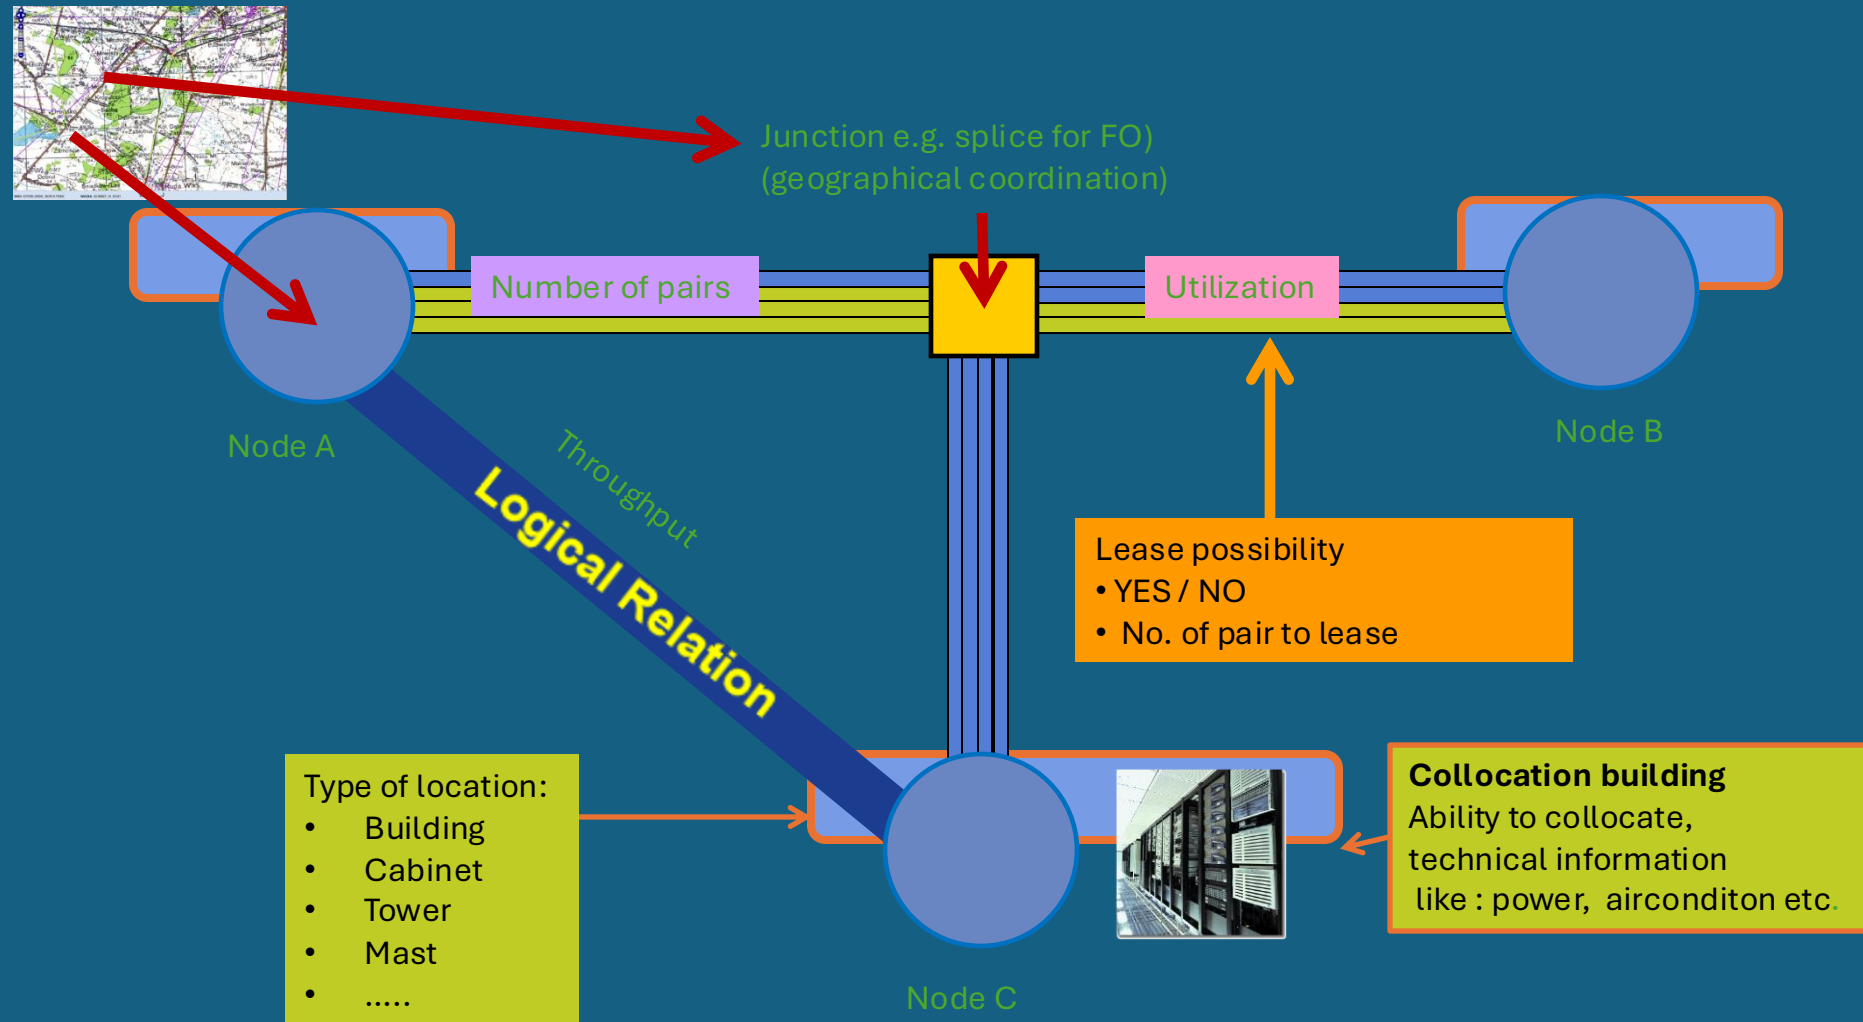 Junction e.g. splice for FO)
(geographical coordination)
Number of pairs
Utilization
Node A
Node B
Throughput
Logical Relation
Lease possibility
• YES / NO
• No. of pair to lease
Type of location:
• Building
• Cabinet
• Tower
• Mast
• .....
Collocation building
Ability to collocate,
technical information
like : power, airconditon etc.
Node C